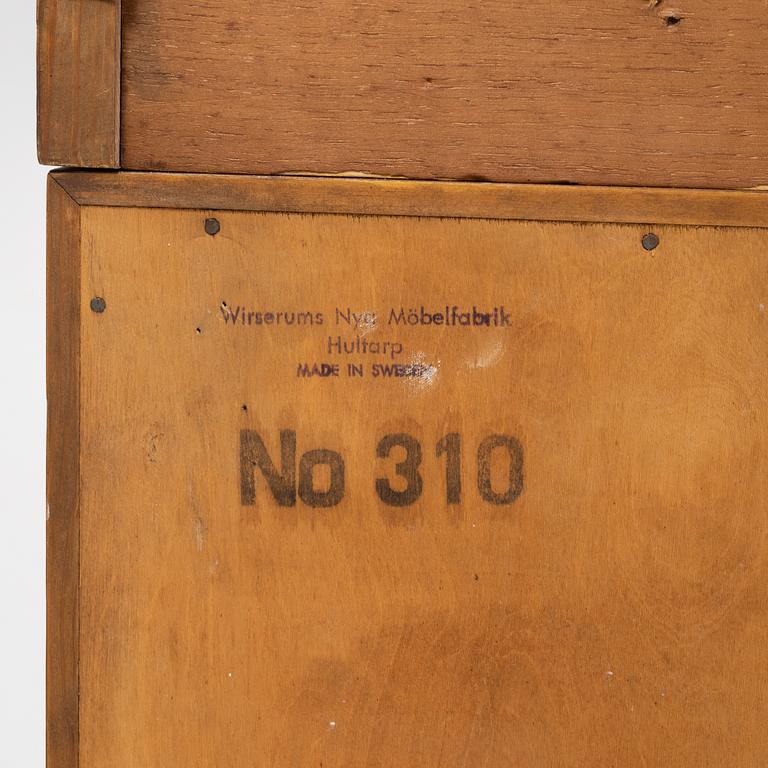 Wirserums Nya Möbelfabrik
Hultarp
MADE IN SWEDEN
No 310